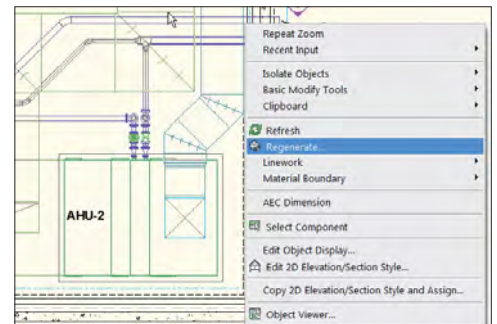 Repeat Zoom
Recent Input
Isolate Objects
Basic Modify Tools
Clipboard
Refresh
Regenerate...
Linework
Material Boundary
AEC Dimension
Select Component
Edit Object Display...
Edit 2D Elevation/Section Style...
Copy 2D Elevation/Section Style and Assign...
Object Viewer...
AHU-2